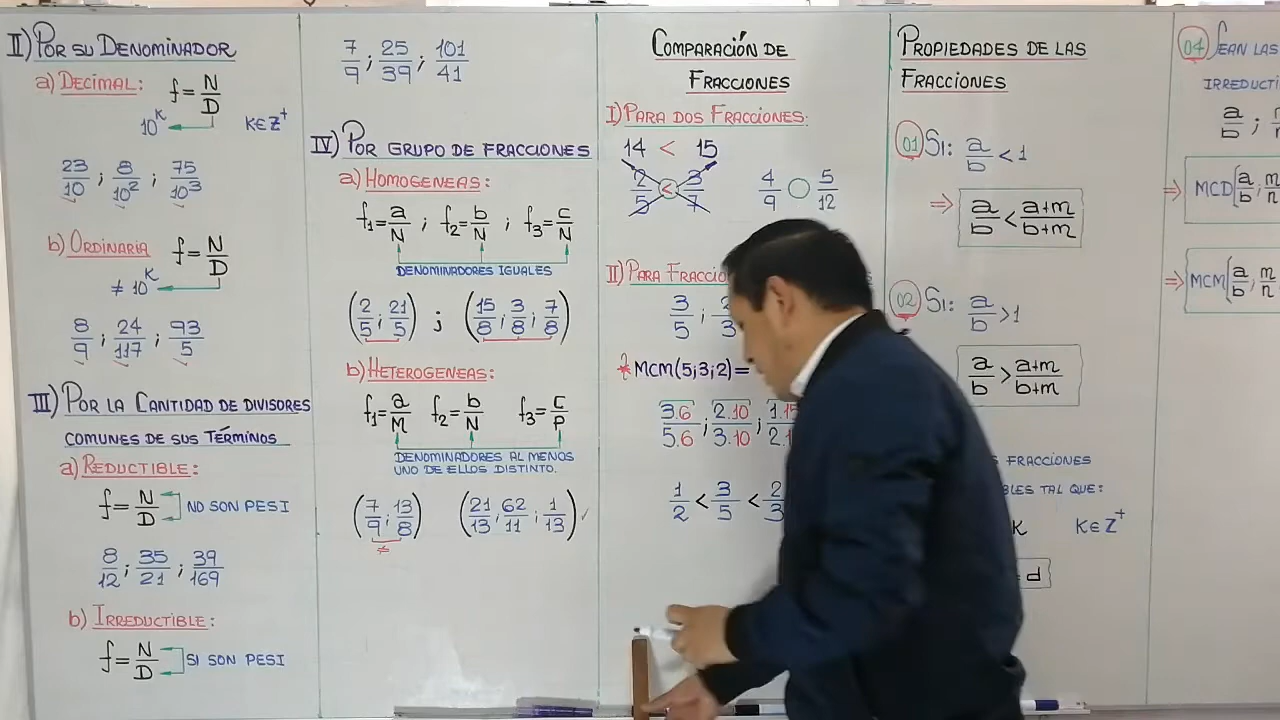 II) POR SU DENOMINADOR
a) DECIMAL: f = N/D
10^K K∈Z⁺
23/10 ; 8/10² ; 75/10³
b) ORDINARIA f = N/D
≠ 10^K
8/9 ; 24/117 ; 93/5
III) POR LA CANTIDAD DE DIVISORES
COMUNES DE SUS TÉRMINOS
a) REDUCTIBLE:
f = N/D NO SON PESI
8/12 ; 35/21 ; 39/169
b) IRREDUCTIBLE:
f = N/D SI SON PESI
7/9 ; 25/39 ; 101/41
IV) POR GRUPO DE FRACCIONES
a) HOMOGENEAS:
f₁ = a/N ; f₂ = b/N ; f₃ = c/N
DENOMINADORES IGUALES
(2/5 ; 21/5) ; (15/8 ; 3/8 ; 7/8)
b) HETEROGENEAS:
f₁ = a/M f₂ = b/N f₃ = c/P
DENOMINADORES AL MENOS
UNO DE ELLOS DISTINTO.
(7/9 ; 13/8) (21/13 ; 62/11 ; 1/13)
≠
COMPARACIÓN DE
FRACCIONES
I) PARA DOS FRACCIONES:
14 < 15
2/5 < 3/7 4/9 ○ 5/12
II) PARA
3/5 ;
* MCM(5;3;2) =
3.6/5.6 ; 2.10/3.10 ;
1/2 < 3/5 < 2/3
PROPIEDADES DE LAS
FRACCIONES
01 SI: a/b < 1
⇒ a/b < a+m/b+m
02 SI: a/b > 1
a/b > a+m/b+m
FRACCIONES
TAL QUE:
K K∈Z⁺
= d
04 SEAN LAS
a/b ;
⇒ MCD(a/b ; m/n
⇒ MCM(a/b ; m/n